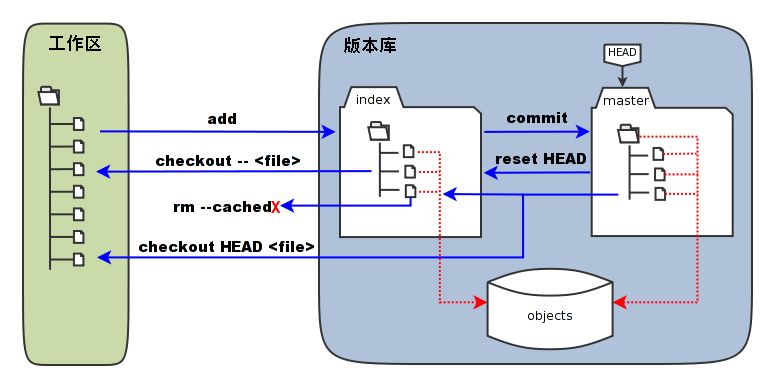 工作区
版本库
HEAD
index
master
add
commit
checkout -- <file>
reset HEAD
rm --cached
X
checkout HEAD <file>
objects